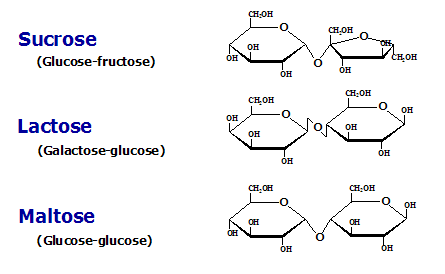 CH₂OH
Sucrose O CH₂OH O
OH OH
(Glucose-fructose) OH O CH₂OH
OH OH
CH₂OH CH₂OH
OH O O OH
Lactose OH O OH
(Galactose-glucose) OH OH
CH₂OH CH₂OH
O O OH
Maltose OH OH
(Glucose-glucose) OH O
OH OH